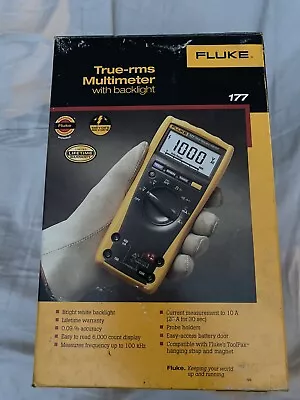 FLUKE®
True-rms
Multimeter
with backlight
177
Fluke
LIFETIME
1000
FLUKE
• Bright white backlight
• Lifetime warranty
• 0.09% accuracy
• Easy to read 6,000 count display
• Measures frequency up to 100 kHz
• Current measurement to 10 A
(20 A for 30 sec)
• Probe holders
• Easy-access battery door
• Compatible with Fluke's ToolPak™
hanging strap and magnet
Fluke. Keeping your world
up and running.